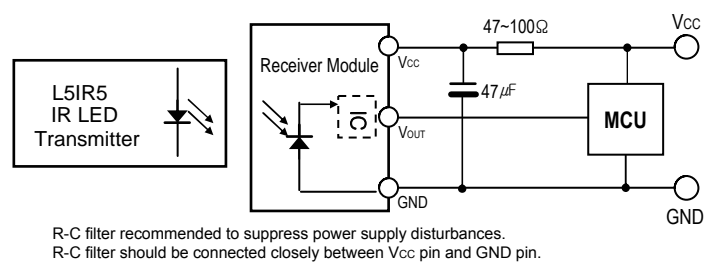 47~100Ω
Vcc
Receiver Module
Vcc
L5IR5
IR LED
Transmitter
47μF
IC
VOUT
MCU
GND
GND
R-C filter recommended to suppress power supply disturbances.
R-C filter should be connected closely between Vcc pin and GND pin.